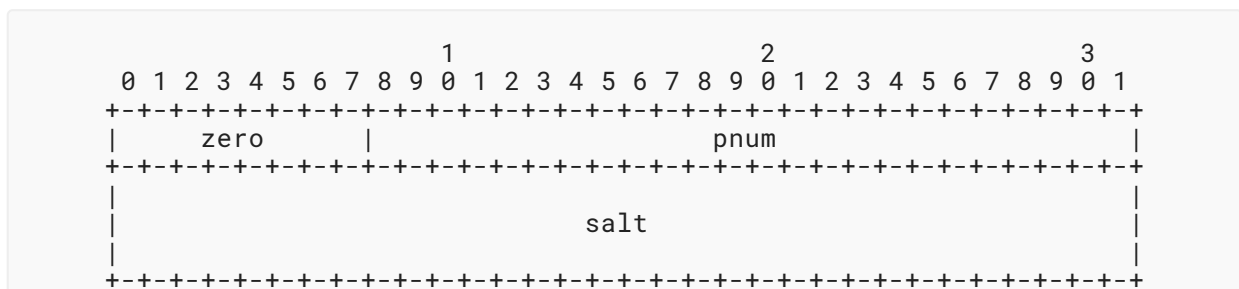 1                   2                   3
 0 1 2 3 4 5 6 7 8 9 0 1 2 3 4 5 6 7 8 9 0 1 2 3 4 5 6 7 8 9 0 1
+-+-+-+-+-+-+-+-+-+-+-+-+-+-+-+-+-+-+-+-+-+-+-+-+-+-+-+-+-+-+-+-+
|     zero      |                     pnum                      |
+-+-+-+-+-+-+-+-+-+-+-+-+-+-+-+-+-+-+-+-+-+-+-+-+-+-+-+-+-+-+-+-+
|                                                               |
|                             salt                              |
|                                                               |
+-+-+-+-+-+-+-+-+-+-+-+-+-+-+-+-+-+-+-+-+-+-+-+-+-+-+-+-+-+-+-+-+